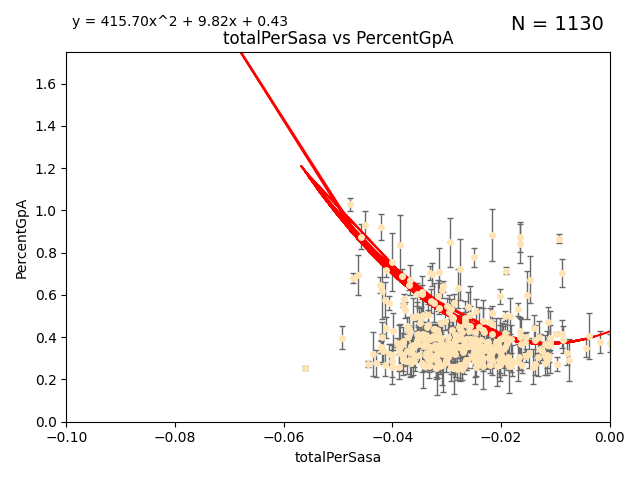 y = 415.70x^2 + 9.82x + 0.43
N = 1130
totalPerSasa vs PercentGpA
1.6
1.4
1.2
1.0
0.8
0.6
0.4
0.2
0.0
PercentGpA
−0.10 −0.08 −0.06 −0.04 −0.02 0.00
totalPerSasa